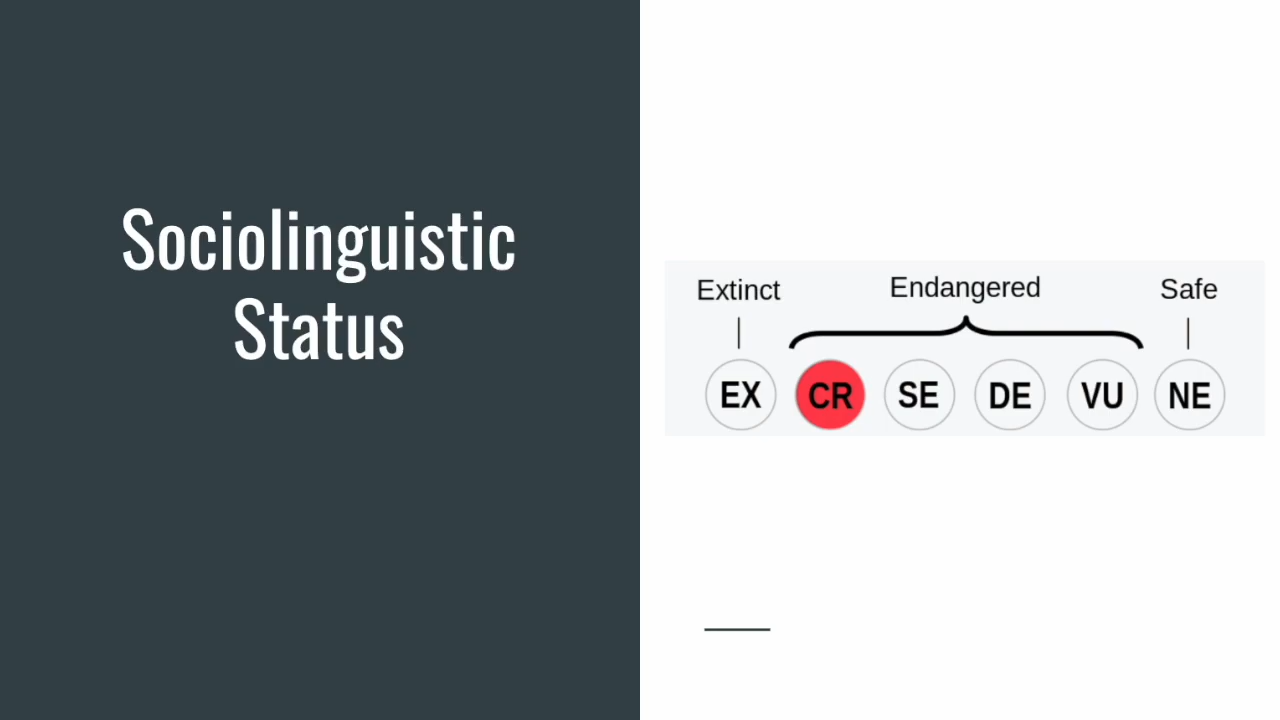 Sociolinguistic
Status
Extinct Endangered Safe
EX CR SE DE VU NE